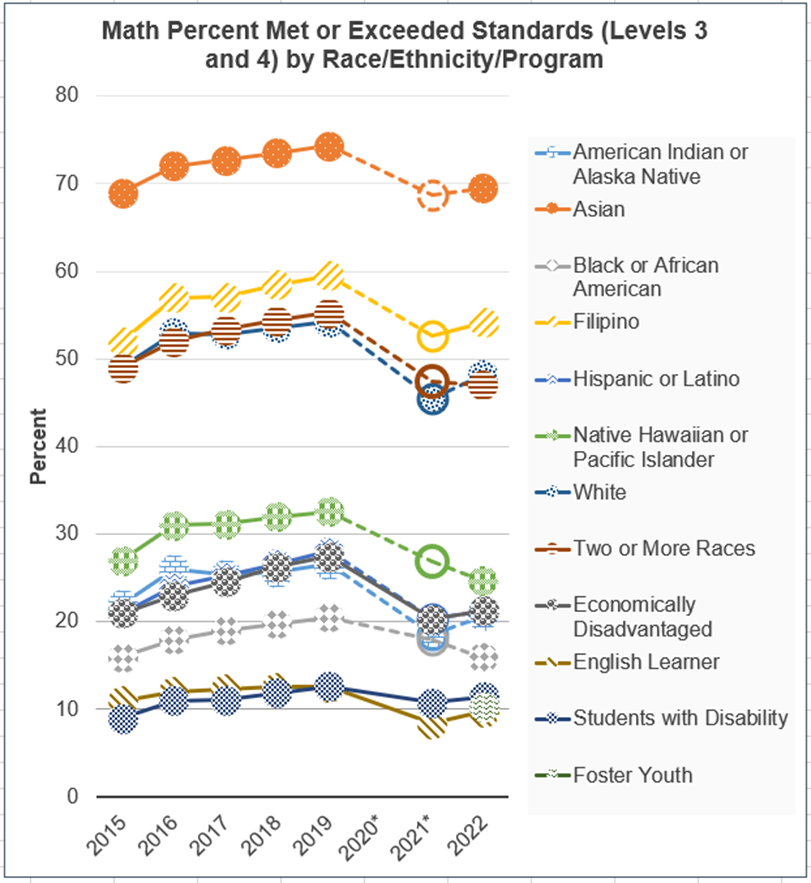 Math Percent Met or Exceeded Standards (Levels 3
and 4) by Race/Ethnicity/Program
Percent
80
70
60
50
40
30
20
10
0
2015
2016
2017
2018
2019
2020*
2021*
2022
American Indian or
Alaska Native
Asian
Black or African
American
Filipino
Hispanic or Latino
Native Hawaiian or
Pacific Islander
White
Two or More Races
Economically
Disadvantaged
English Learner
Students with Disability
Foster Youth